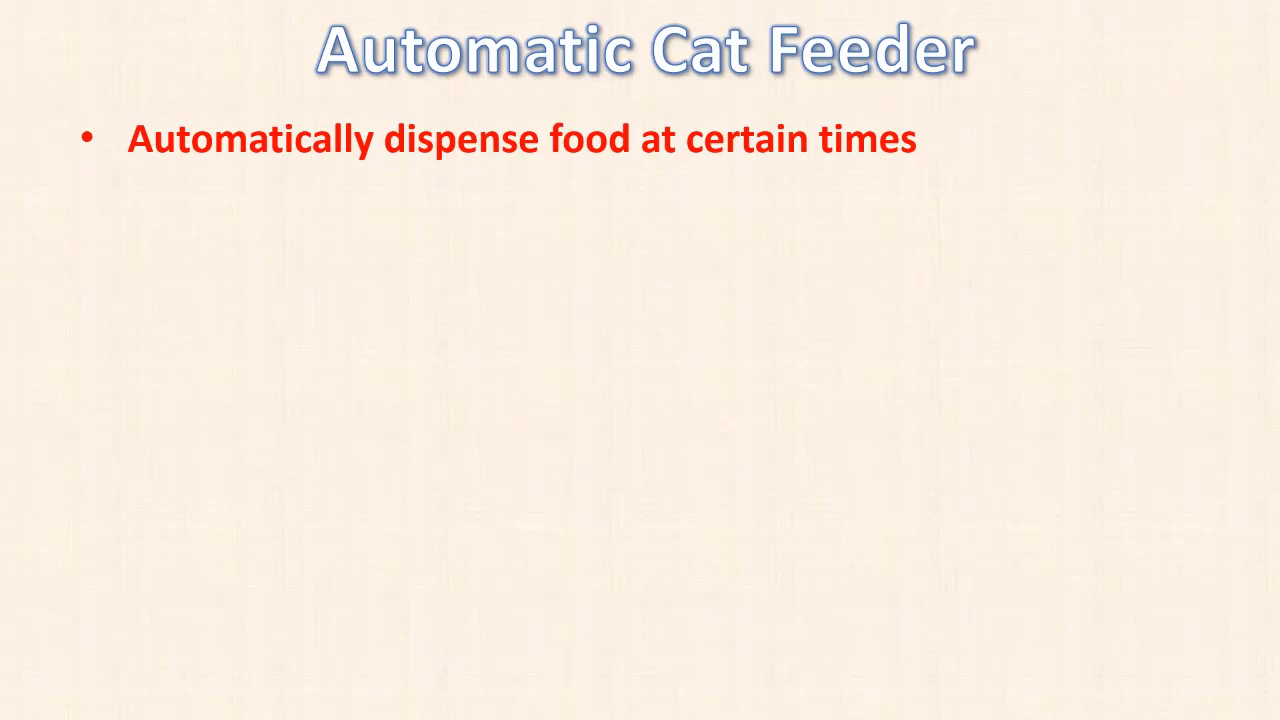 Automatic Cat Feeder
• Automatically dispense food at certain times